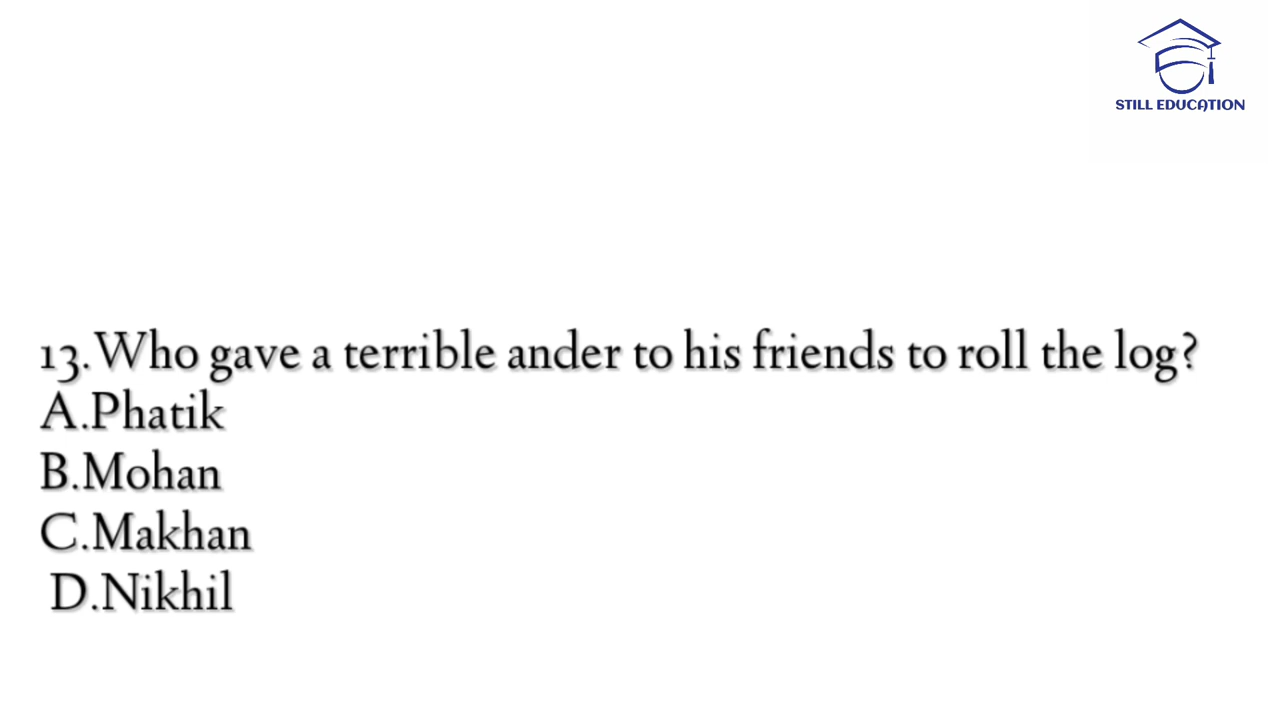 STILL EDUCATION
13.Who gave a terrible ander to his friends to roll the log?
A.Phatik
B.Mohan
C.Makhan
D.Nikhil